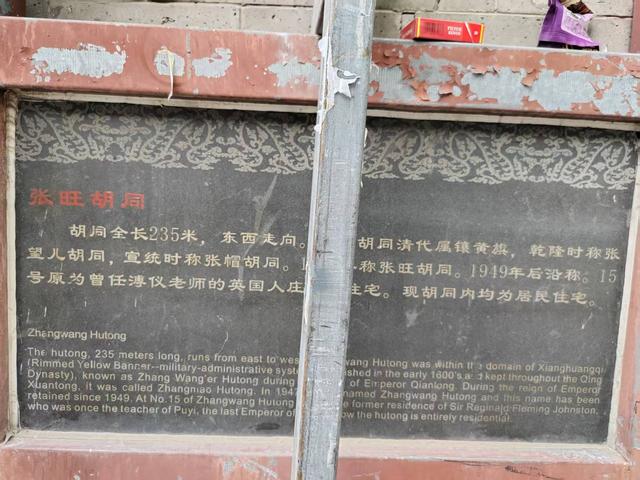 张旺胡同
胡同全长235米，东西走向。 胡同清代属镶黄旗，乾隆时称张
望儿胡同，宣统时称张帽胡同。 称张旺胡同。1949年后沿称。15
号原为曾任溥仪老师的英国人庄 住宅。现胡同内均为居民住宅。
Zhangwang Hutong
The hutong, 235 meters long, runs from east to wes wang Hutong was within the domain of Xianghuangqi
(Rimmed Yellow Banner--military-administrative syste ished in the early 1600's and kept throughout the Qing
Dynasty), known as Zhang Wang'er Hutong during of Emperor Qianlong. During the reign of Emperor
Xuantong, it was called Zhangmao Hutong. In 194 named Zhangwang Hutong and this name has been
retained since 1949. At No.15 of Zhangwang Hutong e former residence of Sir Reginald Fleming Johnston,
who was once the teacher of Puyi, the last Emperor of ow the hutong is entirely residential.